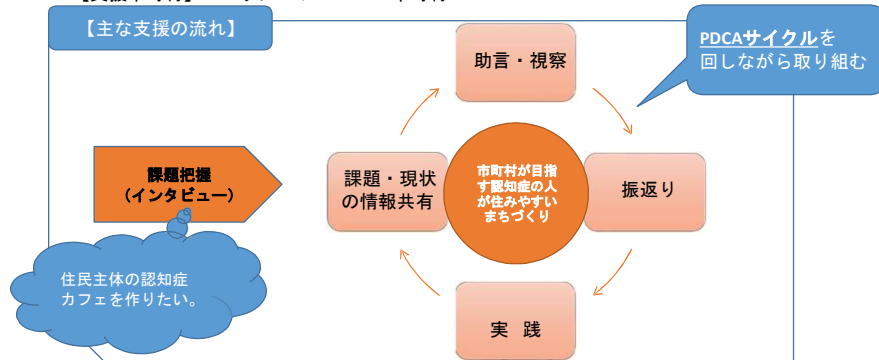 【主な支援の流れ】
PDCAサイクルを
回しながら取り組む
助言・視察
課題把握
（インタビュー）
課題・現状
の情報共有
市町村が目指
す認知症の人
が住みやすい
まちづくり
振返り
住民主体の認知症
カフェを作りたい。
実　践